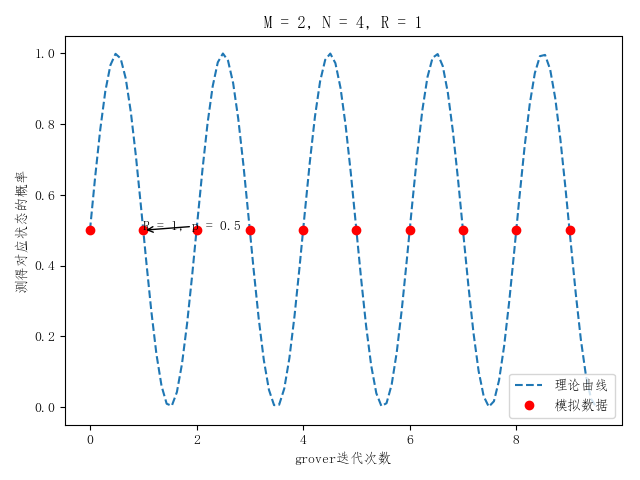 M = 2, N = 4, R = 1
测得对应状态的概率
1.0
0.8
0.6
0.4
0.2
0.0
R = 1, p = 0.5
理论曲线
模拟数据
0 2 4 6 8
grover迭代次数